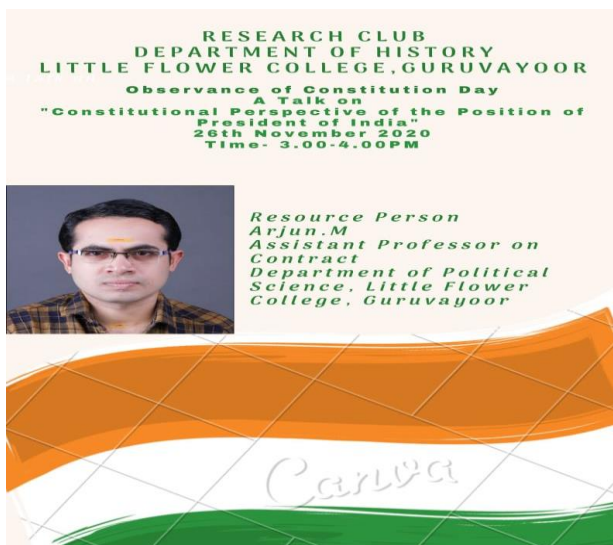 RESEARCH CLUB
DEPARTMENT OF HISTORY
LITTLE FLOWER COLLEGE,GURUVAYOOR
Observance of Constitution Day
A Talk on
"Constitutional Perspective of the Position of
President of India"
26th November 2020
TIme- 3.00-4.00PM
Resource Person
Arjun.M
Assistant Professor on
Contract
Department of Political
Science, Little Flower
College, Guruvayoor
Canva